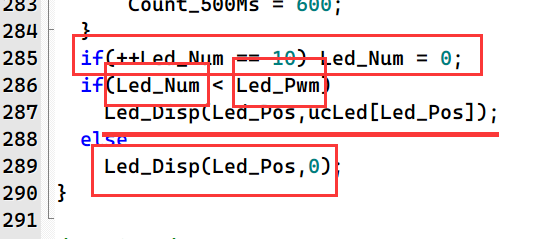 283 Count_500Ms = 600;
284 }
285 if(++Led_Num == 10) Led_Num = 0;
286 if(Led_Num < Led_Pwm)
287 Led_Disp(Led_Pos,ucLed[Led_Pos]);
288 else
289 Led_Disp(Led_Pos,0);
290 }
291